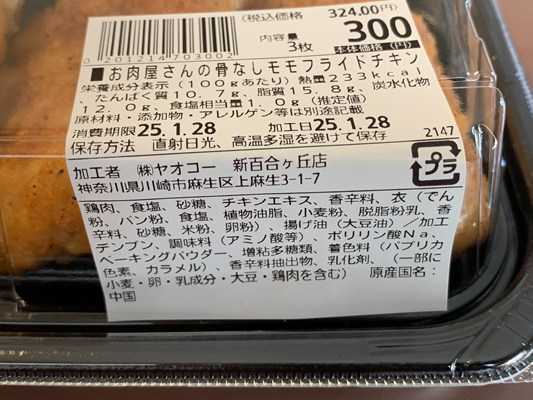 (税込価格 324.00円)
300
本体価格(円)
内容量
3枚
0201214703002
■お肉屋さんの骨なしモモフライドチキン
栄養成分表示(100gあたり)熱量233kcal
、たんぱく質10.7g、脂質15.8g、炭水化物
12.0g、食塩相当量1.0g(推定値)
原材料・添加物・アレルゲン等は別途記載
消費期限25.1.28 加工日25.1.28
保存方法 直射日光、高温多湿を避けて保存
2147
加工者 ㈱ヤオコー 新百合ヶ丘店
神奈川県川崎市麻生区上麻生3-1-7
プラ
鶏肉、食塩、砂糖、チキンエキス、香辛料、衣(でん
粉、パン粉、食塩、植物油脂、小麦粉、脱脂粉乳、香辛
料、砂糖、米粉、卵粉)、揚げ油(大豆油)/加工
デンプン、調味料(アミノ酸等)、ポリリン酸Na、
ベーキングパウダー、増粘多糖類、着色料(パプリカ
色素、カラメル)、香辛料抽出物、乳化剤、(一部に
小麦・卵・乳成分・大豆・鶏肉を含む) 原産国名:
中国